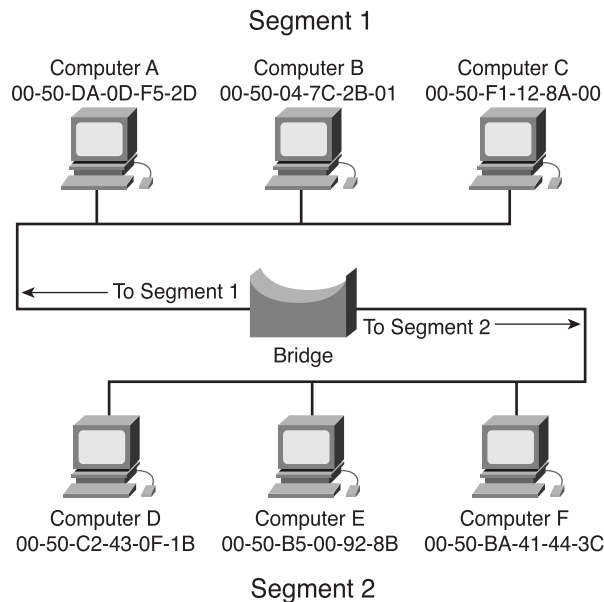 Segment 1
Computer A
00-50-DA-0D-F5-2D
Computer B
00-50-04-7C-2B-01
Computer C
00-50-F1-12-8A-00
To Segment 1
To Segment 2
Bridge
Computer D
00-50-C2-43-0F-1B
Computer E
00-50-B5-00-92-8B
Computer F
00-50-BA-41-44-3C
Segment 2